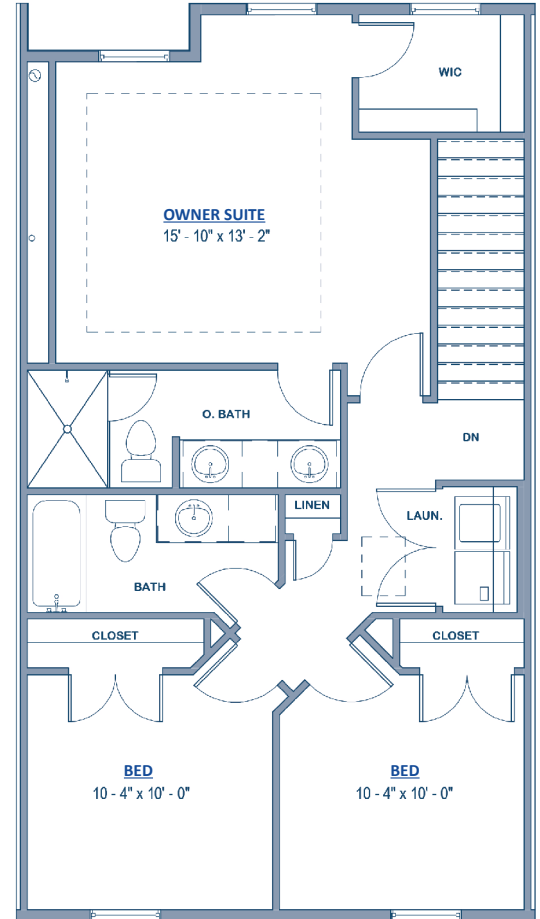 WIC
OWNER SUITE
15' - 10" x 13' - 2"
O. BATH
DN
LINEN
LAUN.
BATH
CLOSET
CLOSET
BED
10 - 4" x 10' - 0"
BED
10 - 4" x 10' - 0"